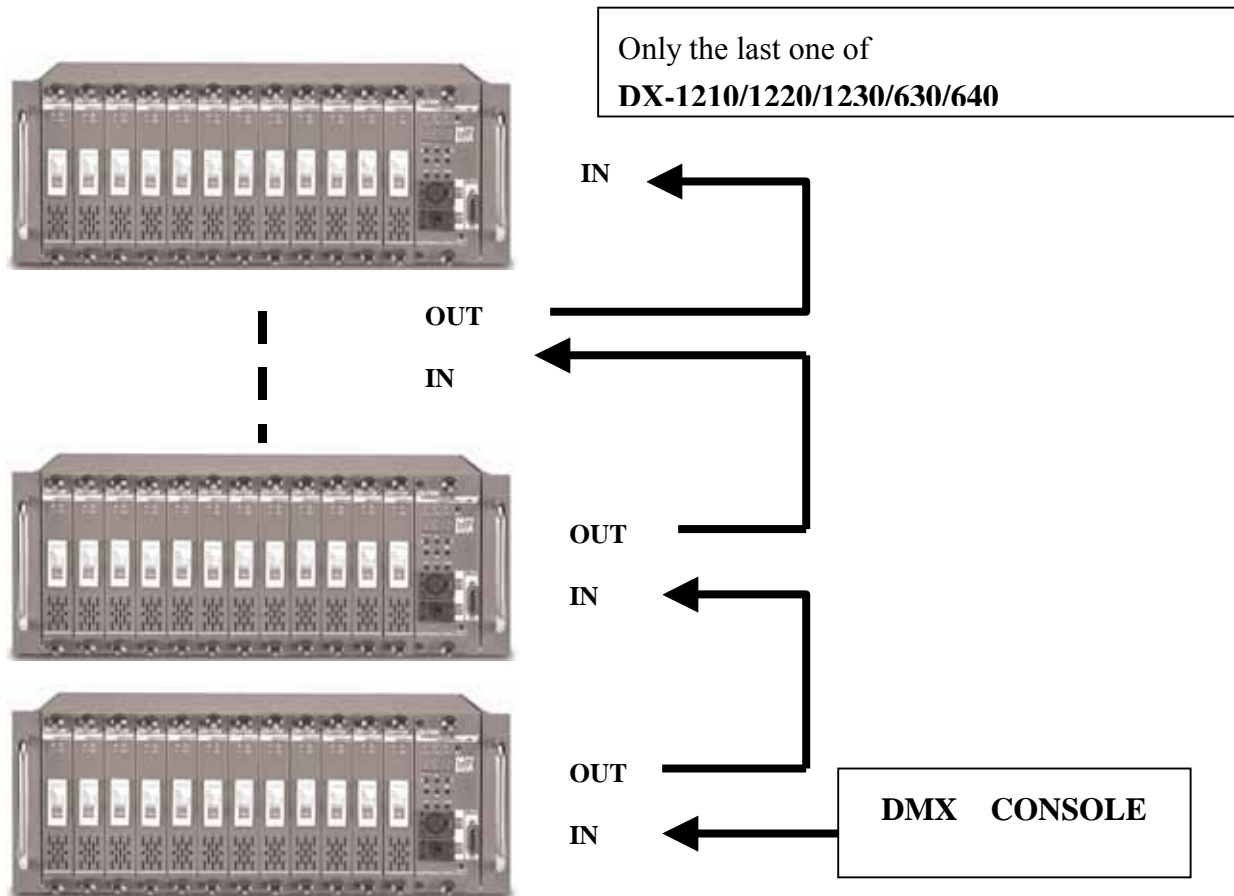 Only the last one of
DX-1210/1220/1230/630/640
IN
OUT
IN
OUT
IN
OUT
IN
DMX CONSOLE